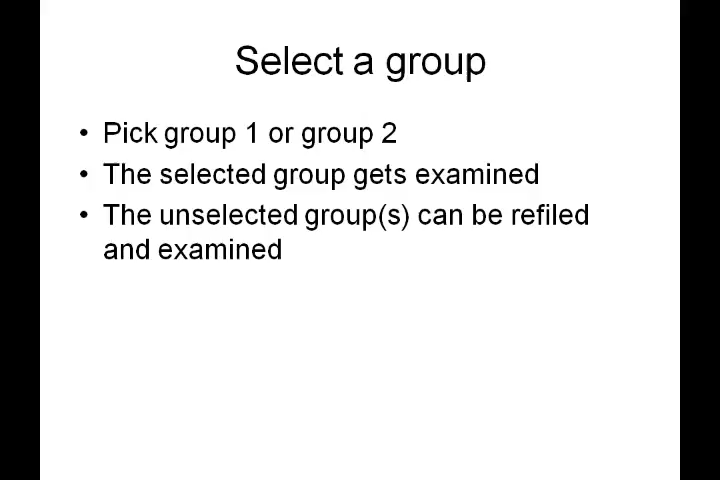 Select a group
• Pick group 1 or group 2
• The selected group gets examined
• The unselected group(s) can be refiled
and examined